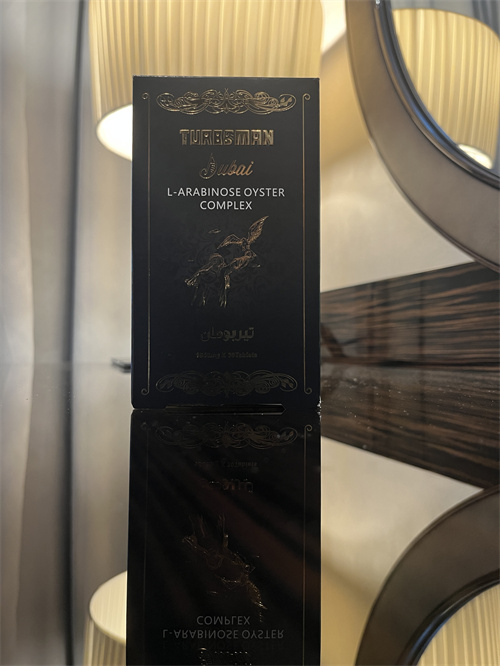 TURBOMAN
Dubai
L-ARABINOSE OYSTER
COMPLEX
تيربومان